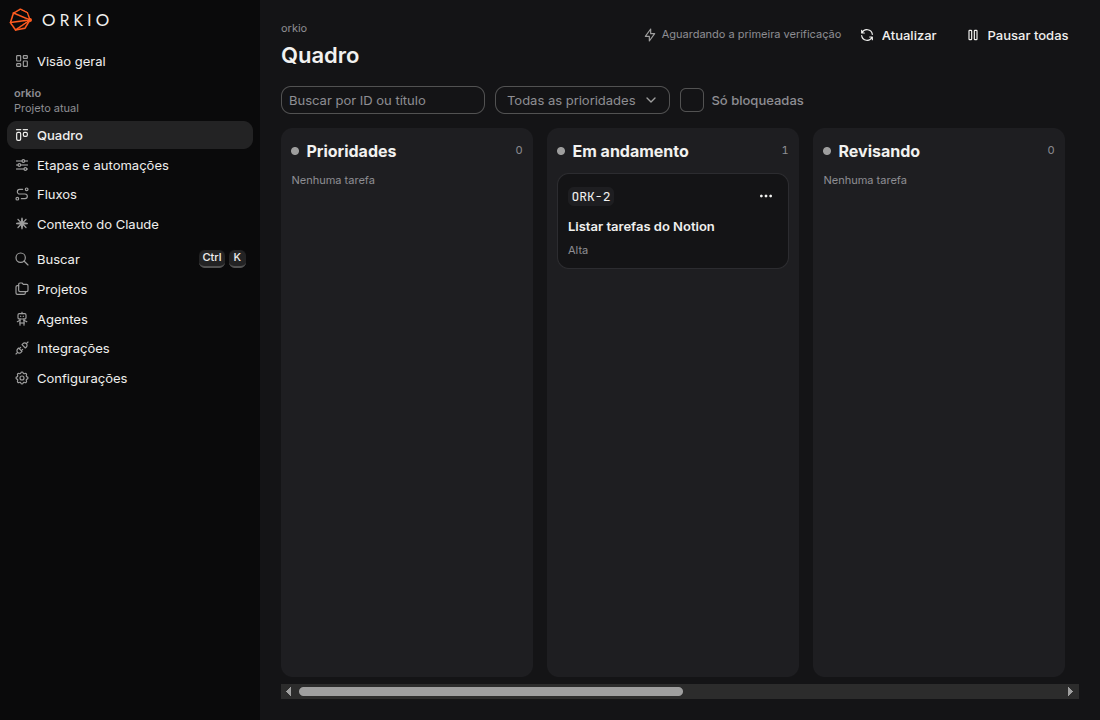 ORKIO
Visão geral
orkio
Projeto atual
Quadro
Etapas e automações
Fluxos
Contexto do Claude
Buscar Ctrl K
Projetos
Agentes
Integrações
Configurações
orkio
Quadro
Aguardando a primeira verificação Atualizar Pausar todas
Buscar por ID ou título Todas as prioridades Só bloqueadas
Prioridades 0
Nenhuma tarefa
Em andamento 1
ORK-2
Listar tarefas do Notion
Alta
Revisando 0
Nenhuma tarefa